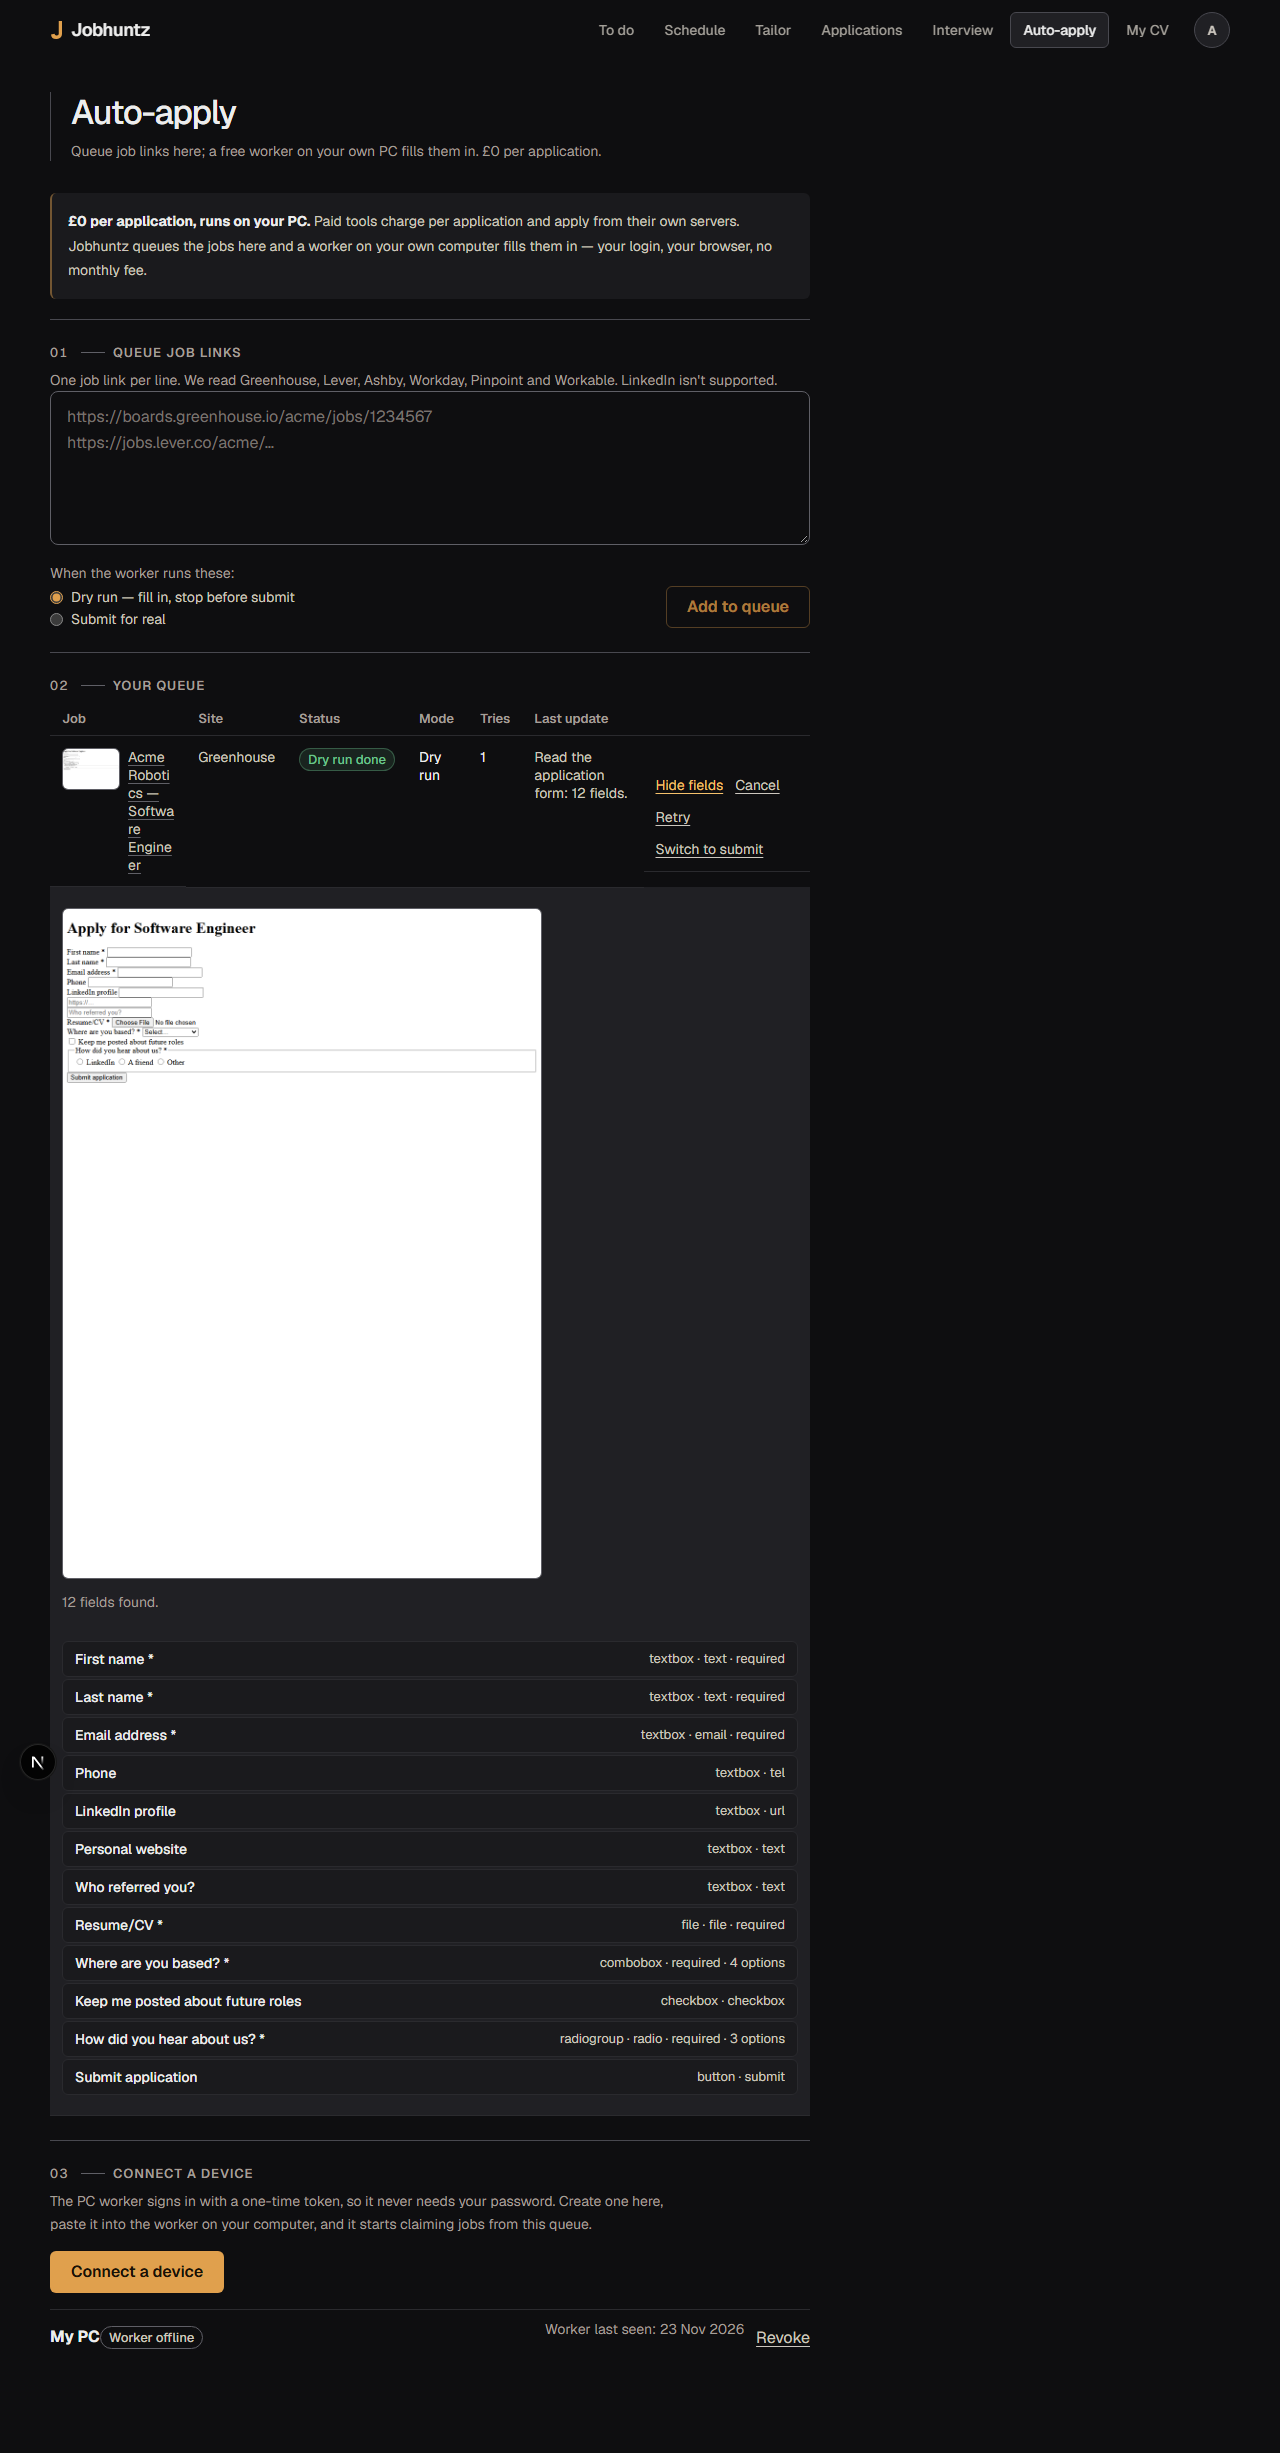 J Jobhuntz
To do Schedule Tailor Applications Interview Auto-apply My CV A
Auto-apply
Queue job links here; a free worker on your own PC fills them in. £0 per application.
£0 per application, runs on your PC. Paid tools charge per application and apply from their own servers.
Jobhuntz queues the jobs here and a worker on your own computer fills them in — your login, your browser, no
monthly fee.
01 — QUEUE JOB LINKS
One job link per line. We read Greenhouse, Lever, Ashby, Workday, Pinpoint and Workable. LinkedIn isn't supported.
https://boards.greenhouse.io/acme/jobs/1234567
https://jobs.lever.co/acme/...
When the worker runs these:
Dry run — fill in, stop before submit
Submit for real
Add to queue
02 — YOUR QUEUE
Job Site Status Mode Tries Last update
Acme
Roboti
cs —
Softwa
re
Engine
er
Greenhouse
Dry run done
Dry
run
1
Read the
application
form: 12 fields.
Hide fields Cancel
Retry
Switch to submit
Apply for Software Engineer
First name *
Last name *
Email address *
Phone
LinkedIn profile
https://...
Who referred you?
Resume/CV * Choose File No file chosen
Where are you based? * Select...
Keep me posted about future roles
How did you hear about us? *
LinkedIn A friend Other
Submit application
12 fields found.
First name * textbox · text · required
Last name * textbox · text · required
Email address * textbox · email · required
Phone textbox · tel
LinkedIn profile textbox · url
Personal website textbox · text
Who referred you? textbox · text
Resume/CV * file · file · required
Where are you based? * combobox · required · 4 options
Keep me posted about future roles checkbox · checkbox
How did you hear about us? * radiogroup · radio · required · 3 options
Submit application button · submit
N
03 — CONNECT A DEVICE
The PC worker signs in with a one-time token, so it never needs your password. Create one here,
paste it into the worker on your computer, and it starts claiming jobs from this queue.
Connect a device
My PC Worker offline Worker last seen: 23 Nov 2026 Revoke